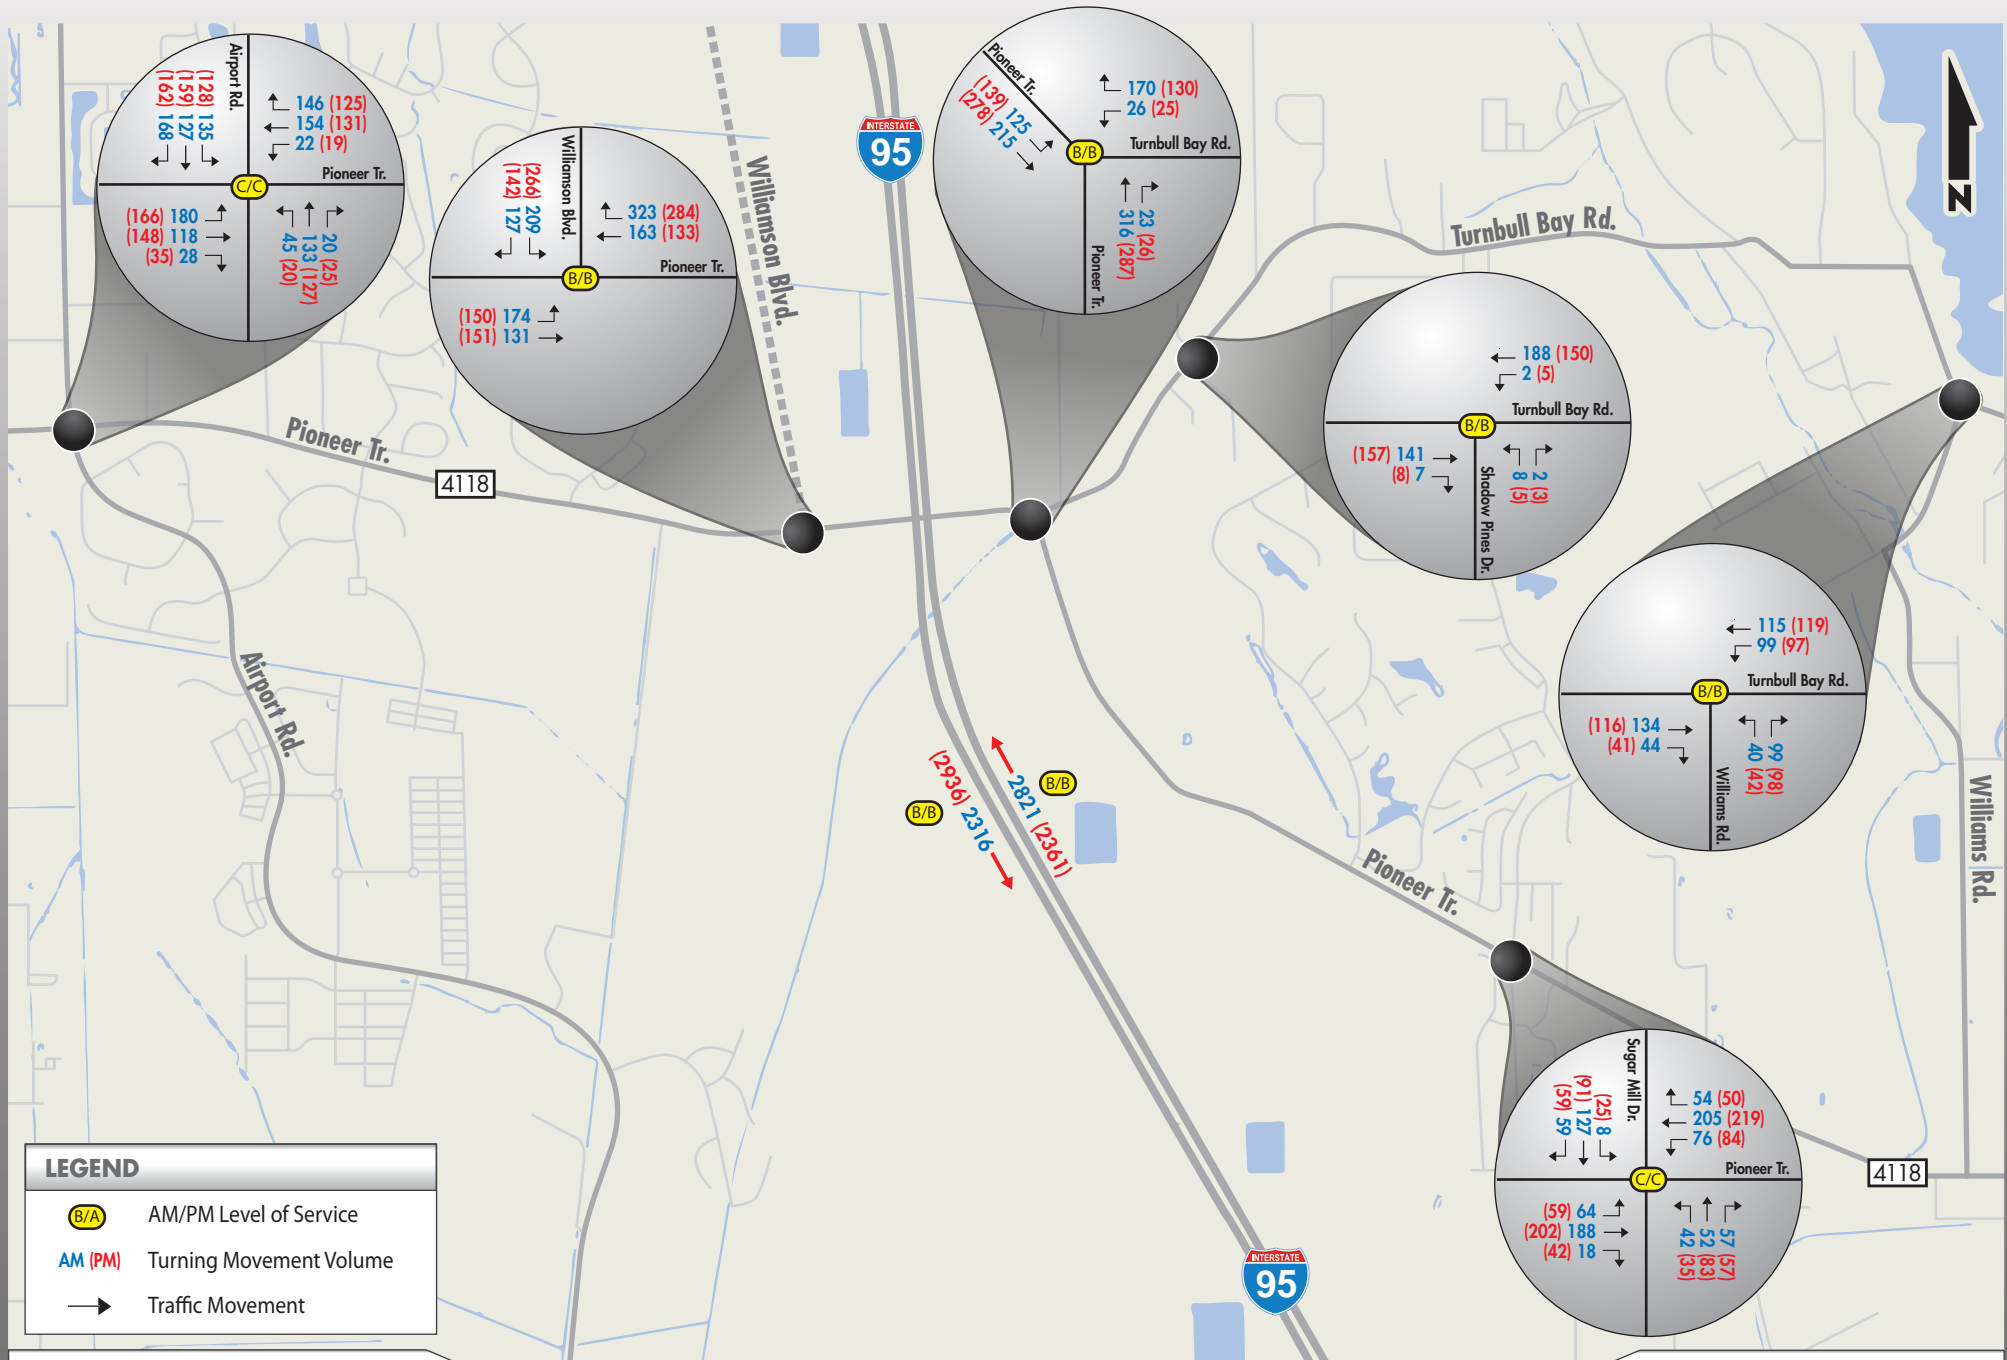 Airport Rd.
(162) 168
(159) 127
(128) 135
146 (125)
154 (131)
22 (19)
Pioneer Tr.
C/C
(166) 180
(148) 118
(35) 28
45 (20)
133 (127)
20 (25)
Williamson Blvd.
(142) 127
(266) 209
323 (284)
163 (133)
Pioneer Tr.
B/B
(150) 174
(151) 131
Williamson Blvd.
INTERSTATE
95
Pioneer Tr.
(139) 125
(278) 215
170 (130)
26 (25)
Turnbull Bay Rd.
B/B
316 (287)
23 (26)
Pioneer Tr.
Turnbull Bay Rd.
N
188 (150)
2 (5)
Turnbull Bay Rd.
B/B
(157) 141
(8) 7
Shadow Pines Dr.
8 (5)
2 (3)
Pioneer Tr.
4118
115 (119)
99 (97)
Turnbull Bay Rd.
B/B
(116) 134
(41) 44
Williams Rd.
40 (42)
99 (98)
Airport Rd.
(2936) 2316
B/B
2821 (2361)
B/B
Williams Rd.
Pioneer Tr.
Sugar Mill Dr.
(59) 59
(91) 127
(25) 8
54 (50)
205 (219)
76 (84)
Pioneer Tr.
C/C
(59) 64
(202) 188
(42) 18
42 (35)
52 (83)
57 (57)
4118
INTERSTATE
95
LEGEND
B/A AM/PM Level of Service
AM (PM) Turning Movement Volume
Traffic Movement